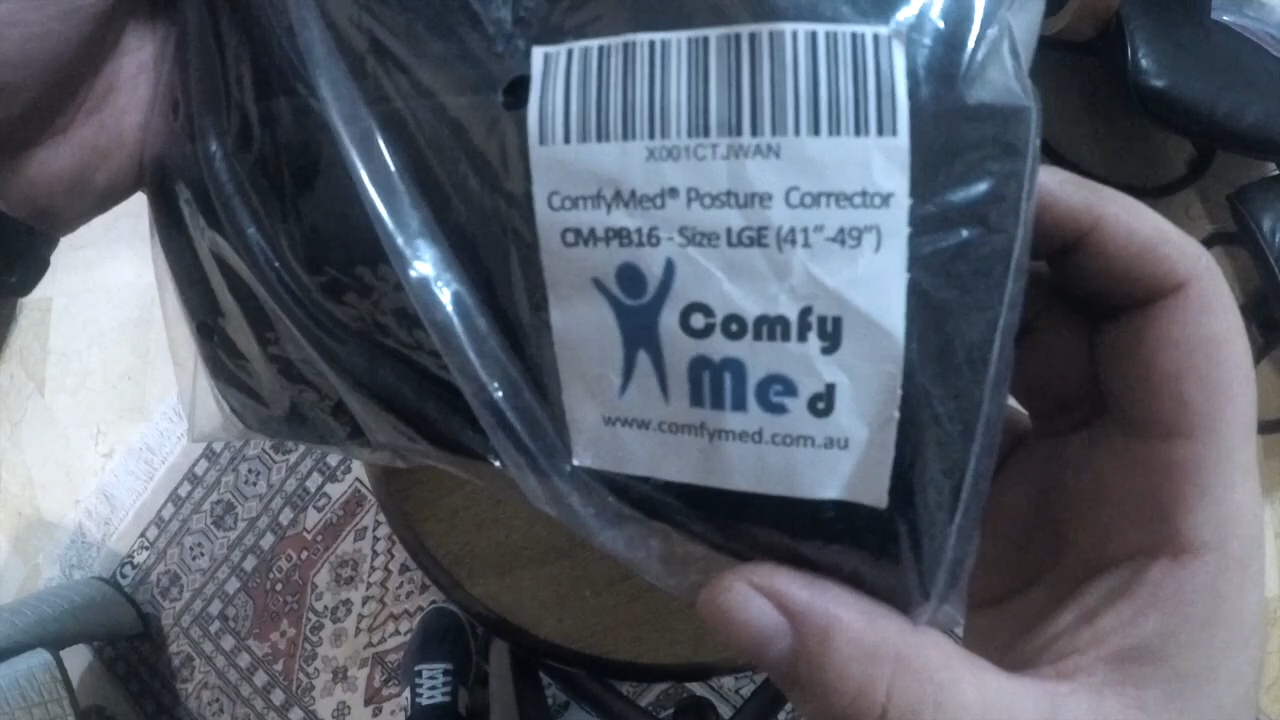 X001CTJWAN
ComfyMed® Posture Corrector
CM-PB16 - Size LGE (41"-49")
Comfy
Med
www.comfymed.com.au